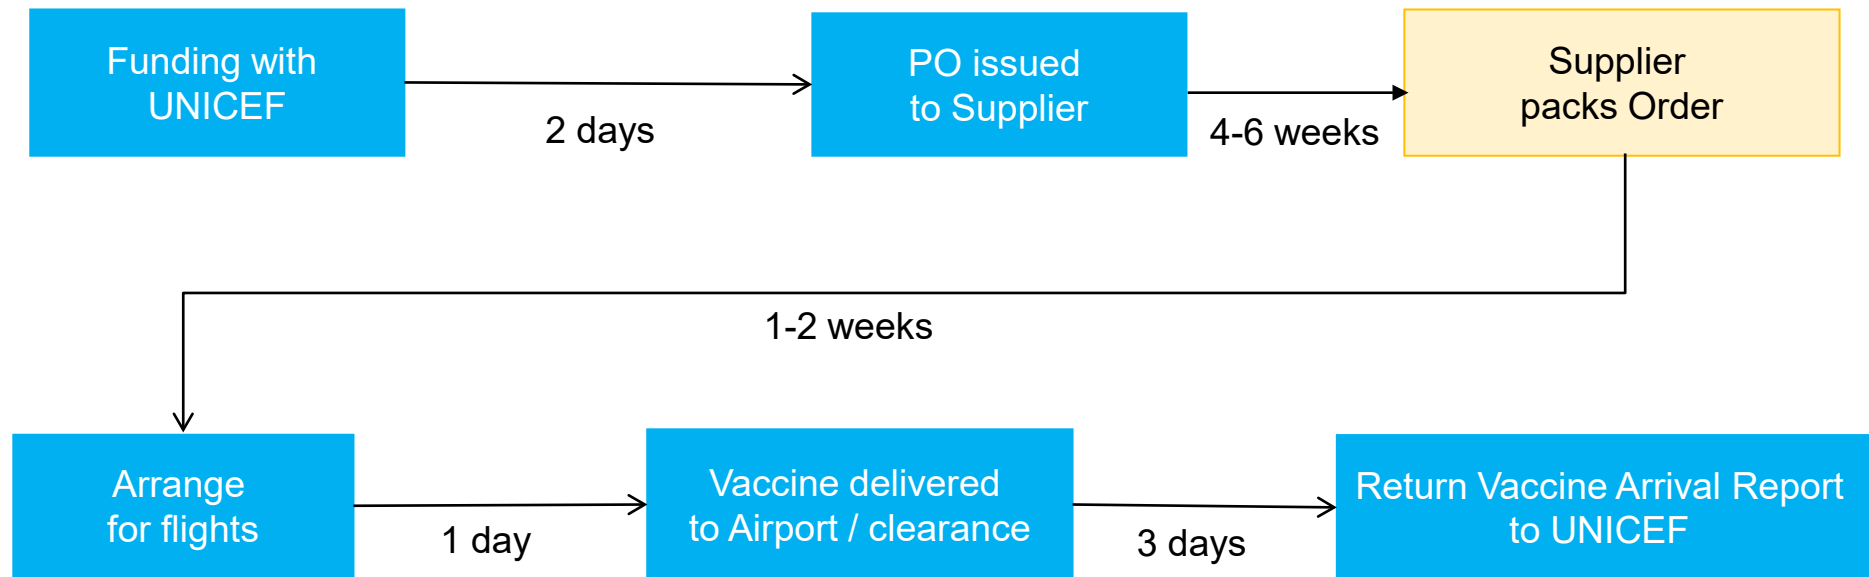 Funding with
UNICEF
2 days
PO issued
to Supplier
4-6 weeks
Supplier
packs Order
1-2 weeks
Arrange
for flights
1 day
Vaccine delivered
to Airport / clearance
3 days
Return Vaccine Arrival Report
to UNICEF